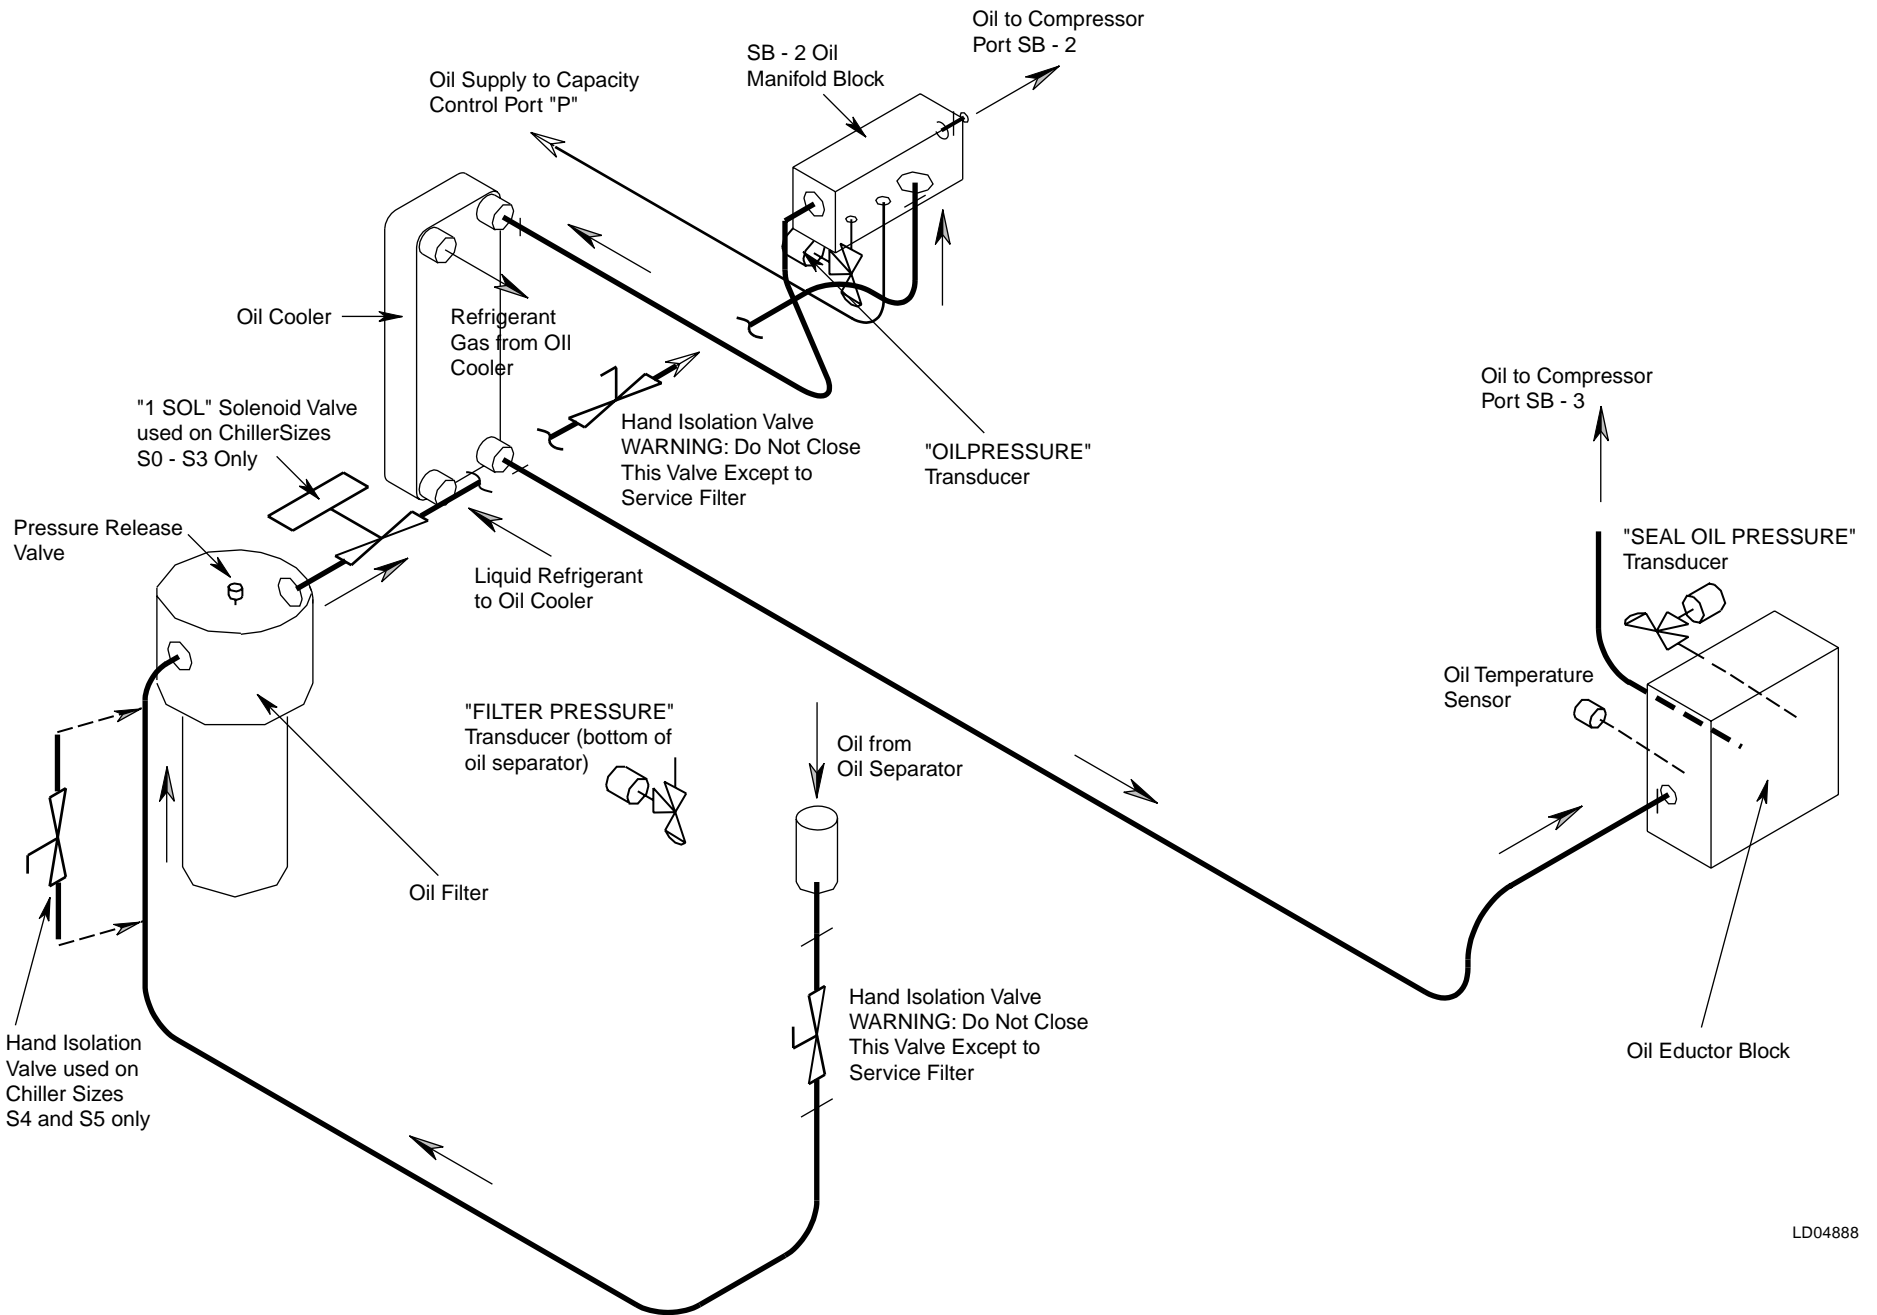 Oil to Compressor
Port SB - 2
SB - 2 Oil
Manifold Block
Oil Supply to Capacity
Control Port "P"
Oil Cooler
Refrigerant
Gas from OIl
Cooler
"1 SOL" Solenoid Valve
used on ChillerSizes
S0 - S3 Only
Hand Isolation Valve
WARNING: Do Not Close
This Valve Except to
Service Filter
"OILPRESSURE"
Transducer
Oil to Compressor
Port SB - 3
Pressure Release
Valve
Liquid Refrigerant
to Oil Cooler
"SEAL OIL PRESSURE"
Transducer
Oil Temperature
Sensor
"FILTER PRESSURE"
Transducer (bottom of
oil separator)
Oil from
Oil Separator
Oil Filter
Hand Isolation Valve
WARNING: Do Not Close
This Valve Except to
Service Filter
Hand Isolation
Valve used on
Chiller Sizes
S4 and S5 only
Oil Eductor Block
LD04888